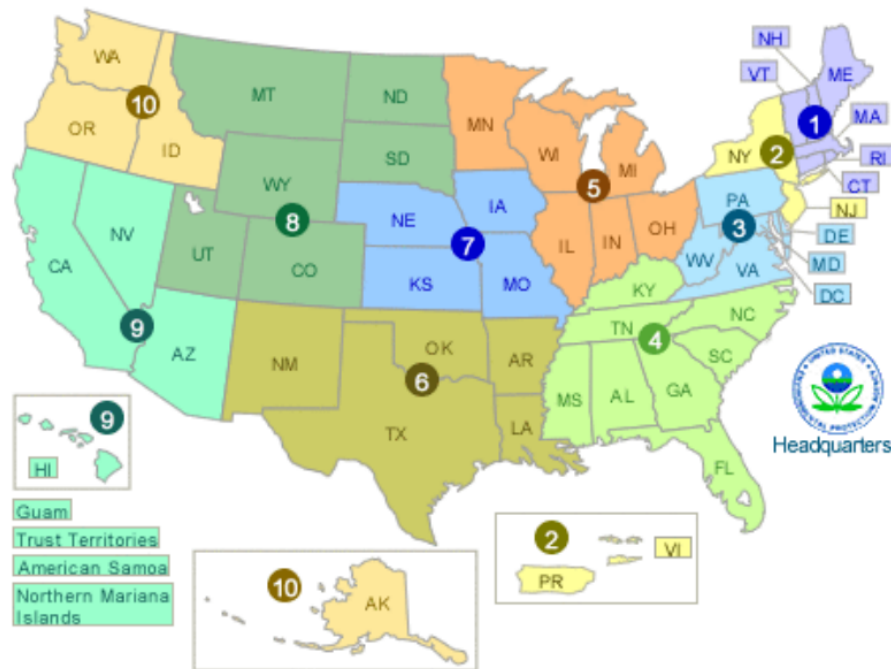 NH
VT
ME
WA
MT
ND
MN
10
1
MA
OR
ID
SD
WI
MI
NY
2
RI
WY
5
CT
PA
NJ
NE
IA
8
3
DE
NV
7
IL
IN
OH
WV
VA
MD
CA
UT
CO
KS
MO
KY
DC
9
TN
NC
4
AZ
NM
OK
AR
SC
6
MS
AL
GA
TX
LA
Headquarters
9
HI
FL
Guam
Trust Territories
American Samoa
Northern Mariana
Islands
2
VI
PR
10
AK